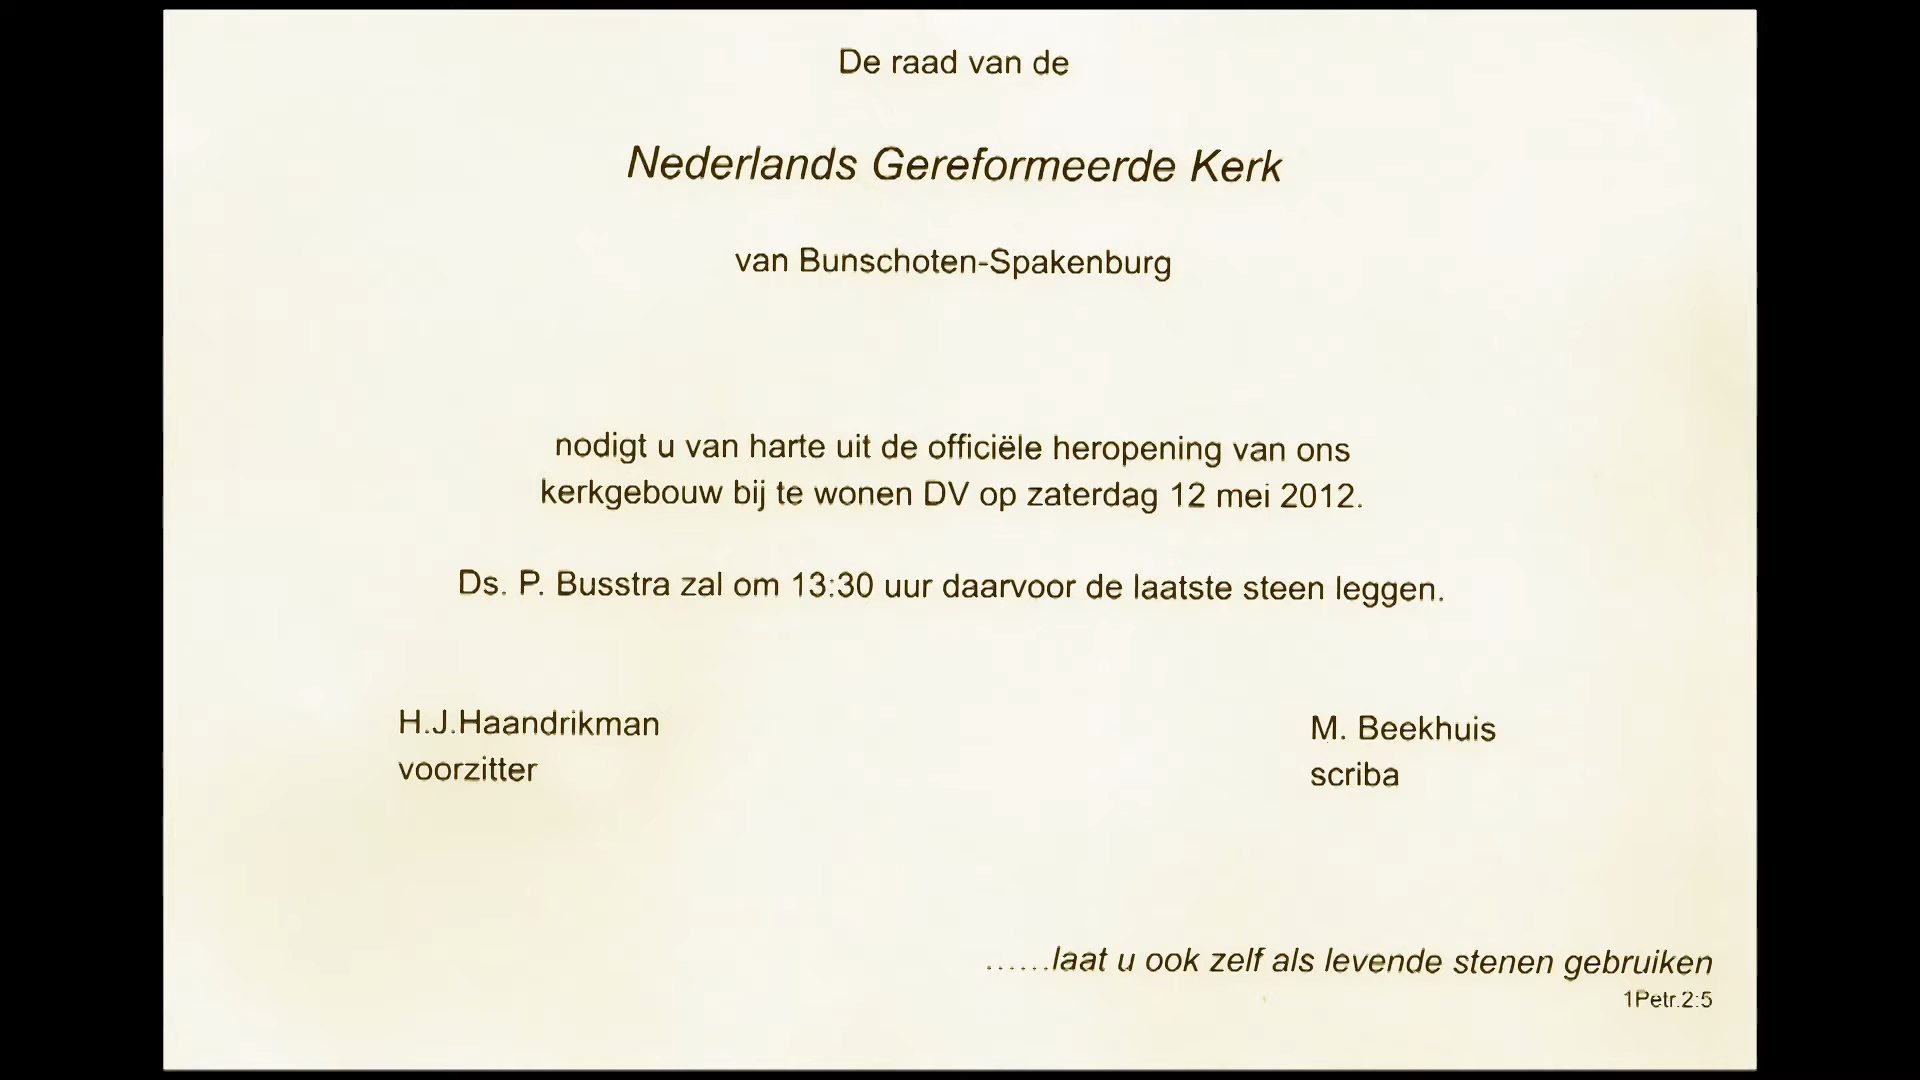 De raad van de
Nederlands Gereformeerde Kerk
van Bunschoten-Spakenburg
nodigt u van harte uit de officiële heropening van ons
kerkgebouw bij te wonen DV op zaterdag 12 mei 2012.
Ds. P. Busstra zal om 13:30 uur daarvoor de laatste steen leggen.
H.J.Haandrikman
voorzitter
M. Beekhuis
scriba
......laat u ook zelf als levende stenen gebruiken
1Petr.2:5